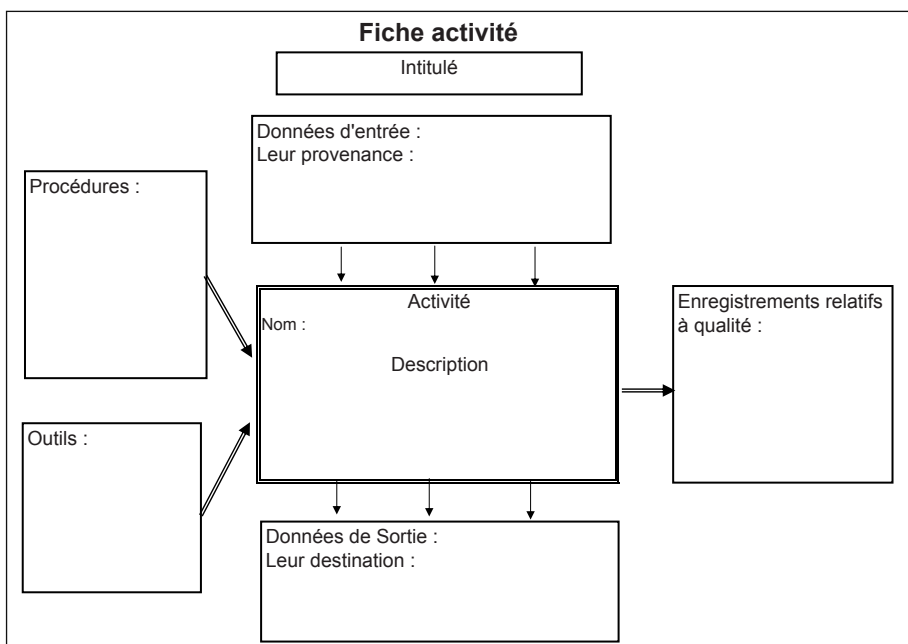 Fiche activité
Intitulé
Données d'entrée :
Leur provenance :
Procédures :
Activité
Nom :
Description
Enregistrements relatifs
à qualité :
Outils :
Données de Sortie :
Leur destination :